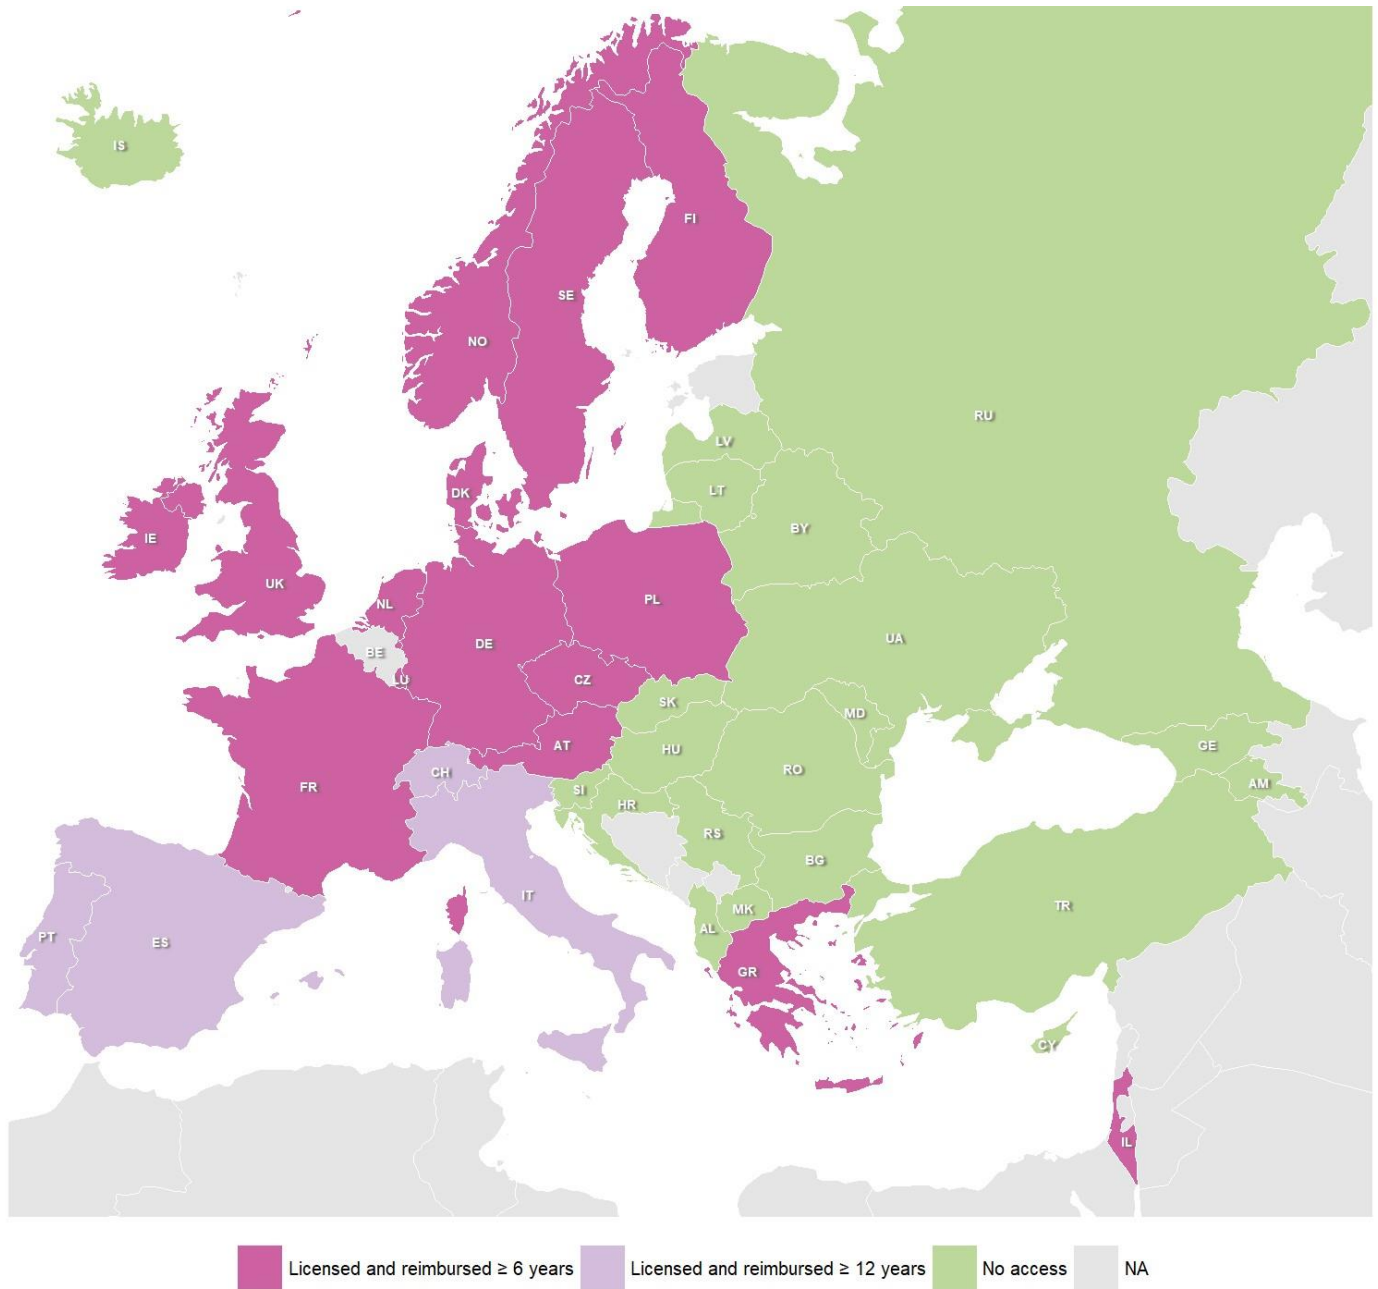 IS
FI
SE
NO
RU
LV
DK
LT
BY
IE
UK
NL
PL
DE
UA
BE
LU
CZ
SK
MD
AT
HU
GE
CH
RO
FR
SI
AM
HR
RS
BG
IT
TR
MK
AL
PT
ES
GR
CY
IL
Licensed and reimbursed ≥ 6 years Licensed and reimbursed ≥ 12 years No access NA